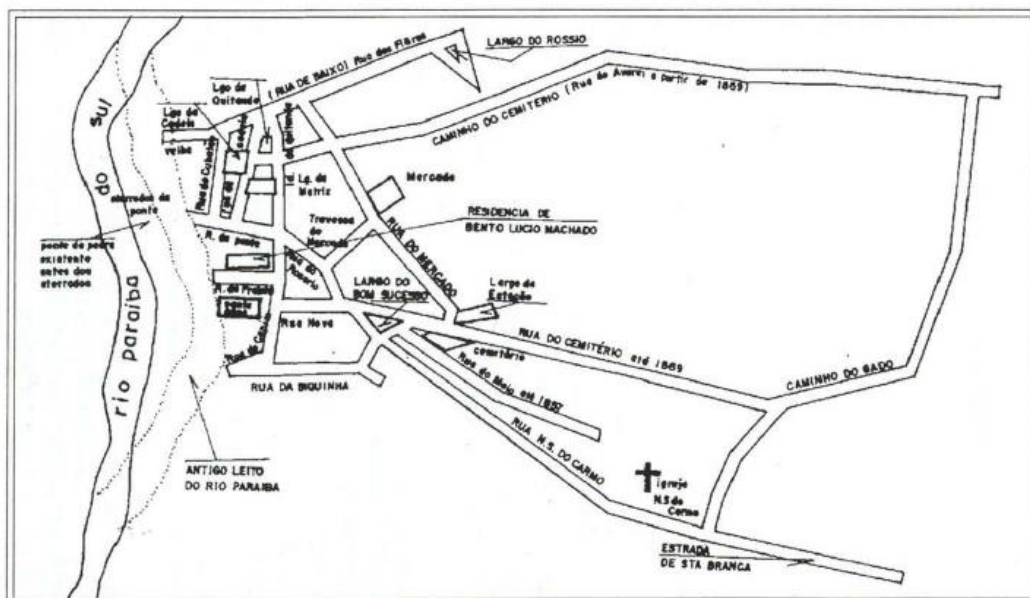 LARGO DO ROSSIO
(RUA DE BAIXO) Rua das Flores
CAMINHO DO CEMITÉRIO (Rua do Avareí a partir de 1869)
Lgo da
Quitanda
Lgo da
Cadeia
velha
Rua do
Lg. da
Matriz
Mercado
Travessa
do
Mercado
RESIDENCIA DE
BENTO LUCIO MACHADO
aterrados da
ponte
R. da ponte
ponte de pedra
existente
antes dos
aterrados
rio paraiba do sul
Rua do
Rosario
RUA DO MERCADO
LARGO DO
BOM SUCESSO
Largo da
Estação
Rua Nova
RUA DO CEMITÉRIO até 1869
cemitério
Rua do Meio até 1857
CAMINHO DO GADO
RUA DA BIQUINHA
RUA N.S. DO CARMO
ANTIGO LEITO
DO RIO PARAIBA
igreja
N.S do
Carmo
ESTRADA
DE STA BRANCA